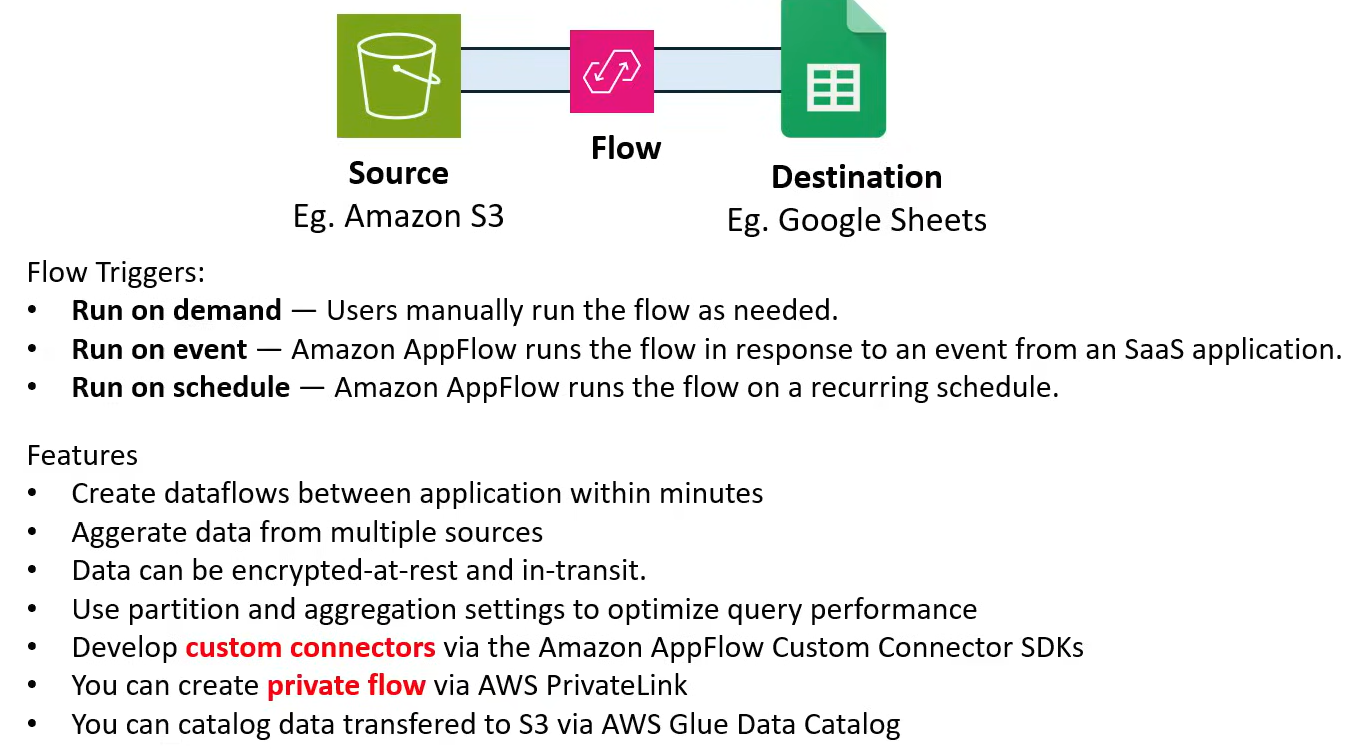 Flow
Source
Eg. Amazon S3
Destination
Eg. Google Sheets
Flow Triggers:
• Run on demand — Users manually run the flow as needed.
• Run on event — Amazon AppFlow runs the flow in response to an event from an SaaS application.
• Run on schedule — Amazon AppFlow runs the flow on a recurring schedule.
Features
• Create dataflows between application within minutes
• Aggerate data from multiple sources
• Data can be encrypted-at-rest and in-transit.
• Use partition and aggregation settings to optimize query performance
• Develop custom connectors via the Amazon AppFlow Custom Connector SDKs
• You can create private flow via AWS PrivateLink
• You can catalog data transfered to S3 via AWS Glue Data Catalog